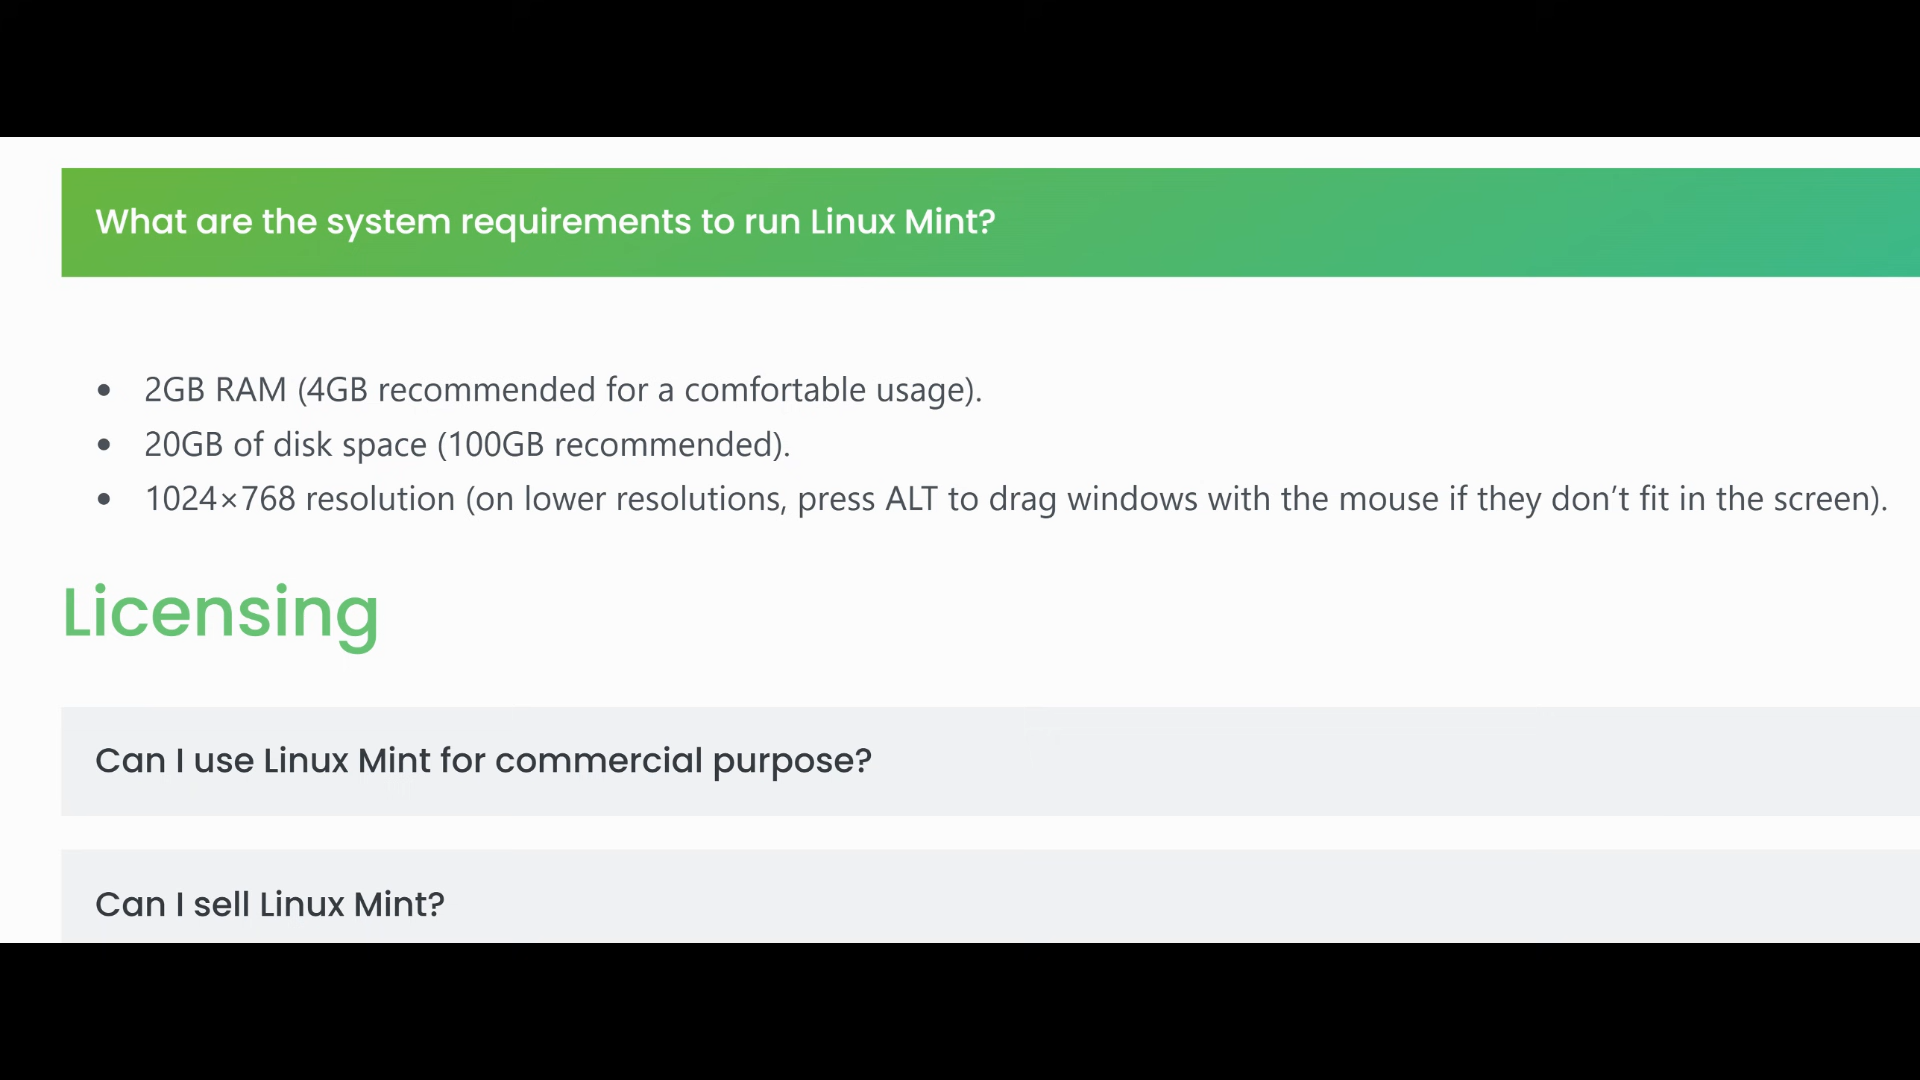 What are the system requirements to run Linux Mint?
• 2GB RAM (4GB recommended for a comfortable usage).
• 20GB of disk space (100GB recommended).
• 1024×768 resolution (on lower resolutions, press ALT to drag windows with the mouse if they don’t fit in the screen).
Licensing
Can I use Linux Mint for commercial purpose?
Can I sell Linux Mint?